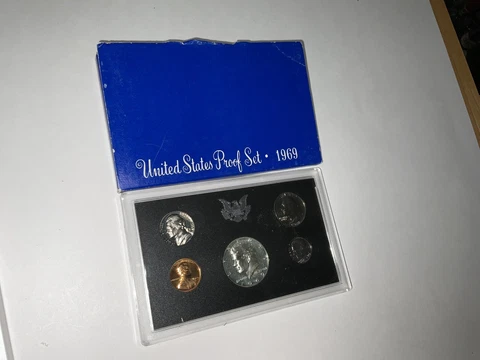 United States Proof Set • 1969